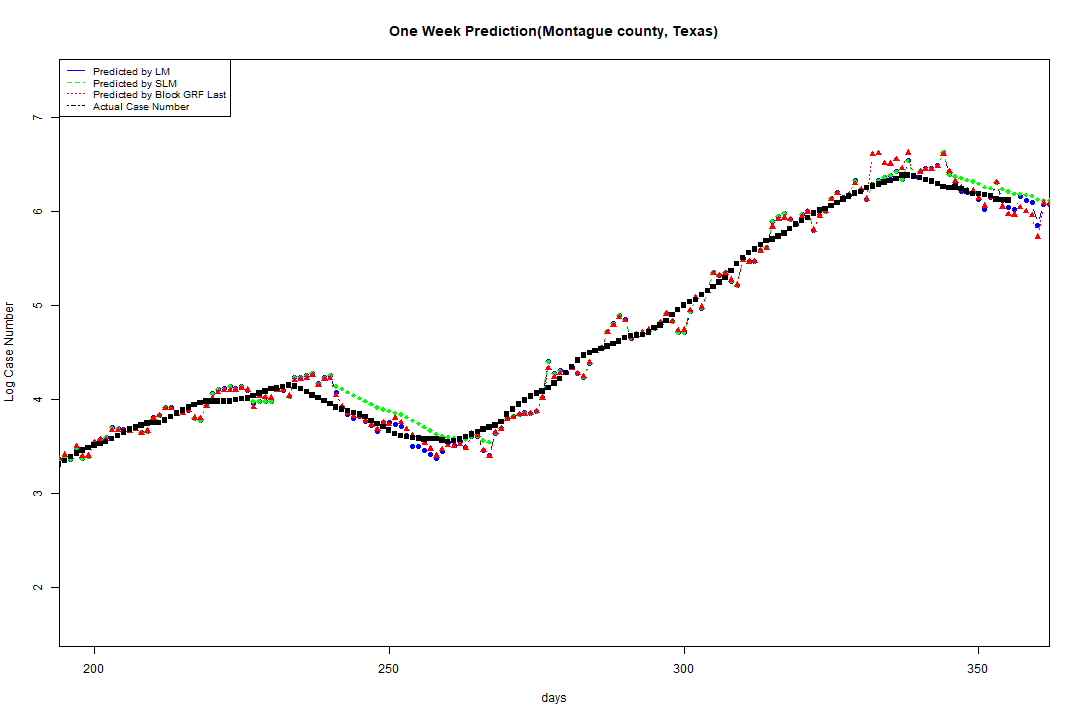 One Week Prediction(Montague county, Texas)
Predicted by LM
Predicted by SLM
Predicted by Block GRF Last
Actual Case Number
Log Case Number
7
6
5
4
3
2
200 250 300 350
days